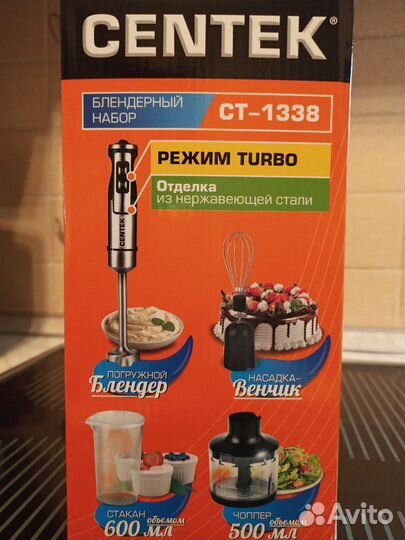 CENTEK®
БЛЕНДЕРНЫЙ
НАБОР
CT-1338
РЕЖИМ TURBO
Отделка
из нержавеющей стали
CENTEK
ПОГРУЖНОЙ
Блендер
НАСАДКА-
Венчик
СТАКАН объемом
600 мл
ЧОППЕР объемом
500 мл
Avito